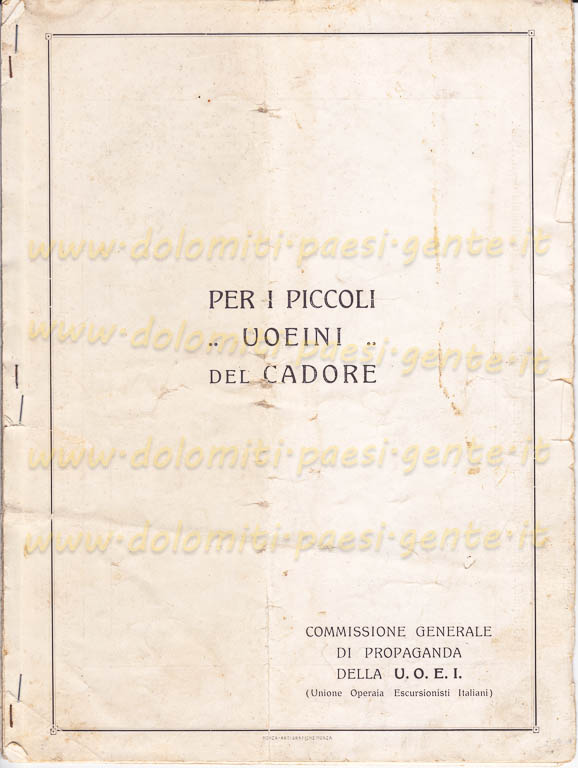 www.dolomiti.paesi.gente.it
PER I PICCOLI
.. UOEINI ..
DEL CADORE
www.dolomiti.paesi.gente.it
www.dolomiti.paesi.gente.it
www.dolomiti.paesi.gente.it
COMMISSIONE GENERALE
DI PROPAGANDA
DELLA U. O. E. I.
(Unione Operaia Escursionisti Italiani)